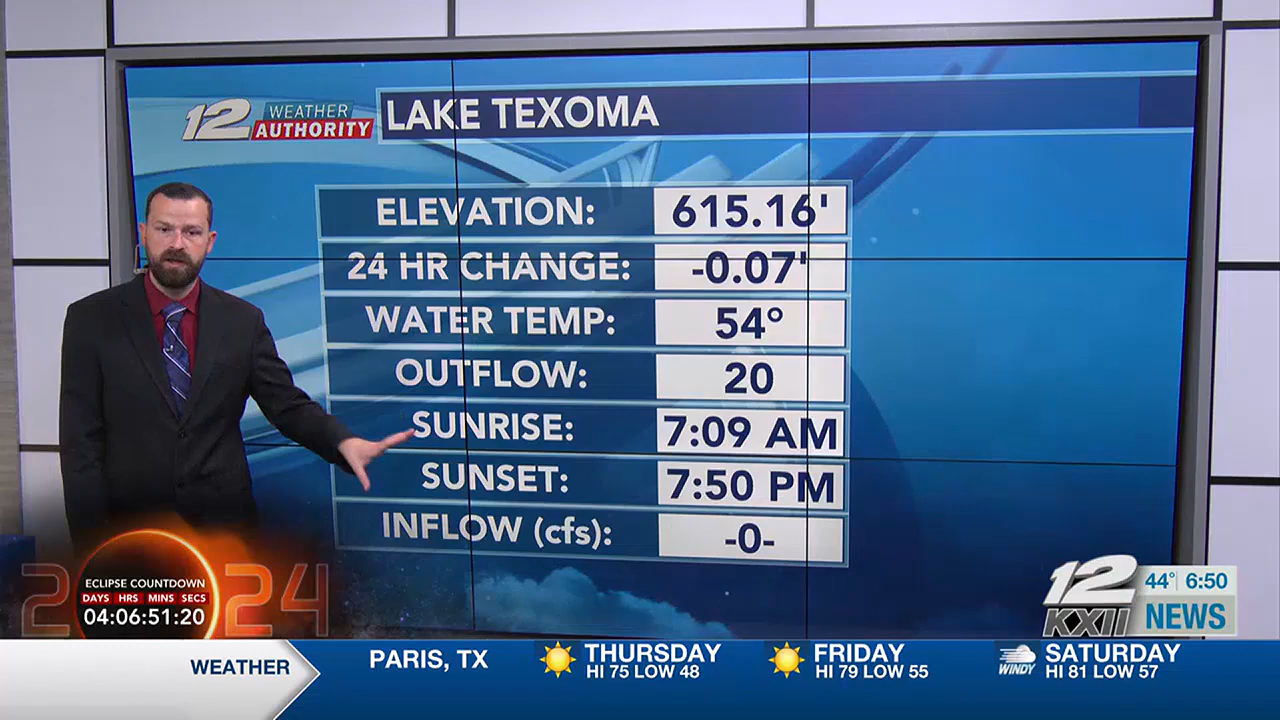 12 WEATHER
AUTHORITY
LAKE TEXOMA
ELEVATION: 615.16'
24 HR CHANGE: -0.07'
WATER TEMP: 54°
OUTFLOW: 20
SUNRISE: 7:09 AM
SUNSET: 7:50 PM
INFLOW (cfs): -0-
2024
ECLIPSE COUNTDOWN
DAYS HRS MINS SECS
04:06:51:20
12
KXII
44° 6:50
NEWS
WEATHER
PARIS, TX
THURSDAY
HI 75 LOW 48
FRIDAY
HI 79 LOW 55
WINDY
SATURDAY
HI 81 LOW 57